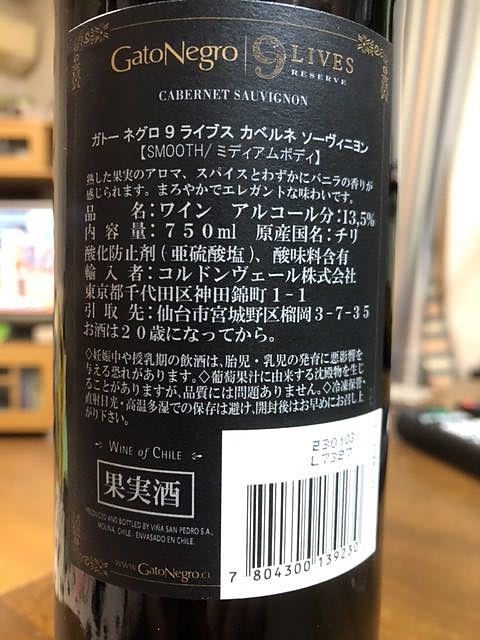 GatoNegro | 9 LIVES
RESERVE
CABERNET SAUVIGNON
ガトー ネグロ 9 ライブス カベルネ ソーヴィニヨン
【SMOOTH/ ミディアムボディ】
熟した果実のアロマ、スパイスとわずかにバニラの香りが
感じられます。まろやかでエレガントな味わいです。
品 名:ワイン アルコール分:13.5%
内 容 量:750ml 原産国名:チリ
酸化防止剤(亜硫酸塩)、酸味料含有
輸 入 者:コルドンヴェール株式会社
東京都千代田区神田錦町1-1
引 取 先:仙台市宮城野区榴岡3-7-35
お酒は20歳になってから。
◇妊娠中や授乳期の飲酒は、胎児・乳児の発育に悪影響を
与える恐れがあります。◇葡萄果汁に由来する沈殿物を生じ
ることがありますが、品質には問題ありません。◇冷凍保管、
直射日光・高温多湿での保存は避け、開封後はお早めにお召し上
がり下さい。
WINE of CHILE
果実酒
PRODUCED AND BOTTLED BY VIÑA SAN PEDRO S.A.,
MOLINA, CHILE. ENVASADO EN CHILE.
www.GatoNegro.cl
230103
L7327
7 804300 139230